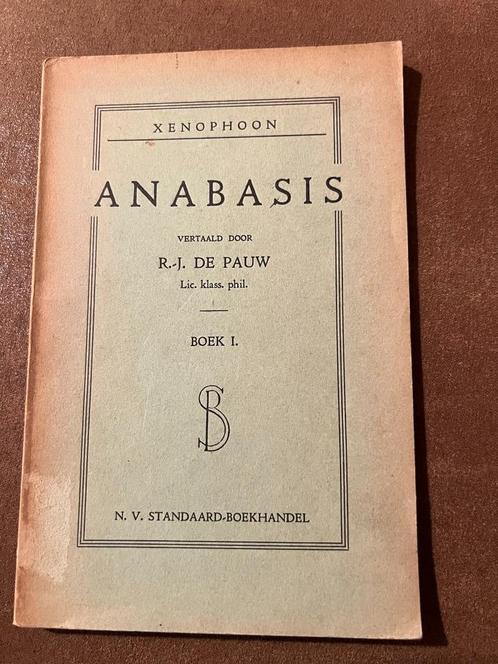 XENOPHOON
ANABASIS
VERTAALD DOOR
R.-J. DE PAUW
Lic. klass. phil.
BOEK I.
SB
N. V. STANDAARD-BOEKHANDEL